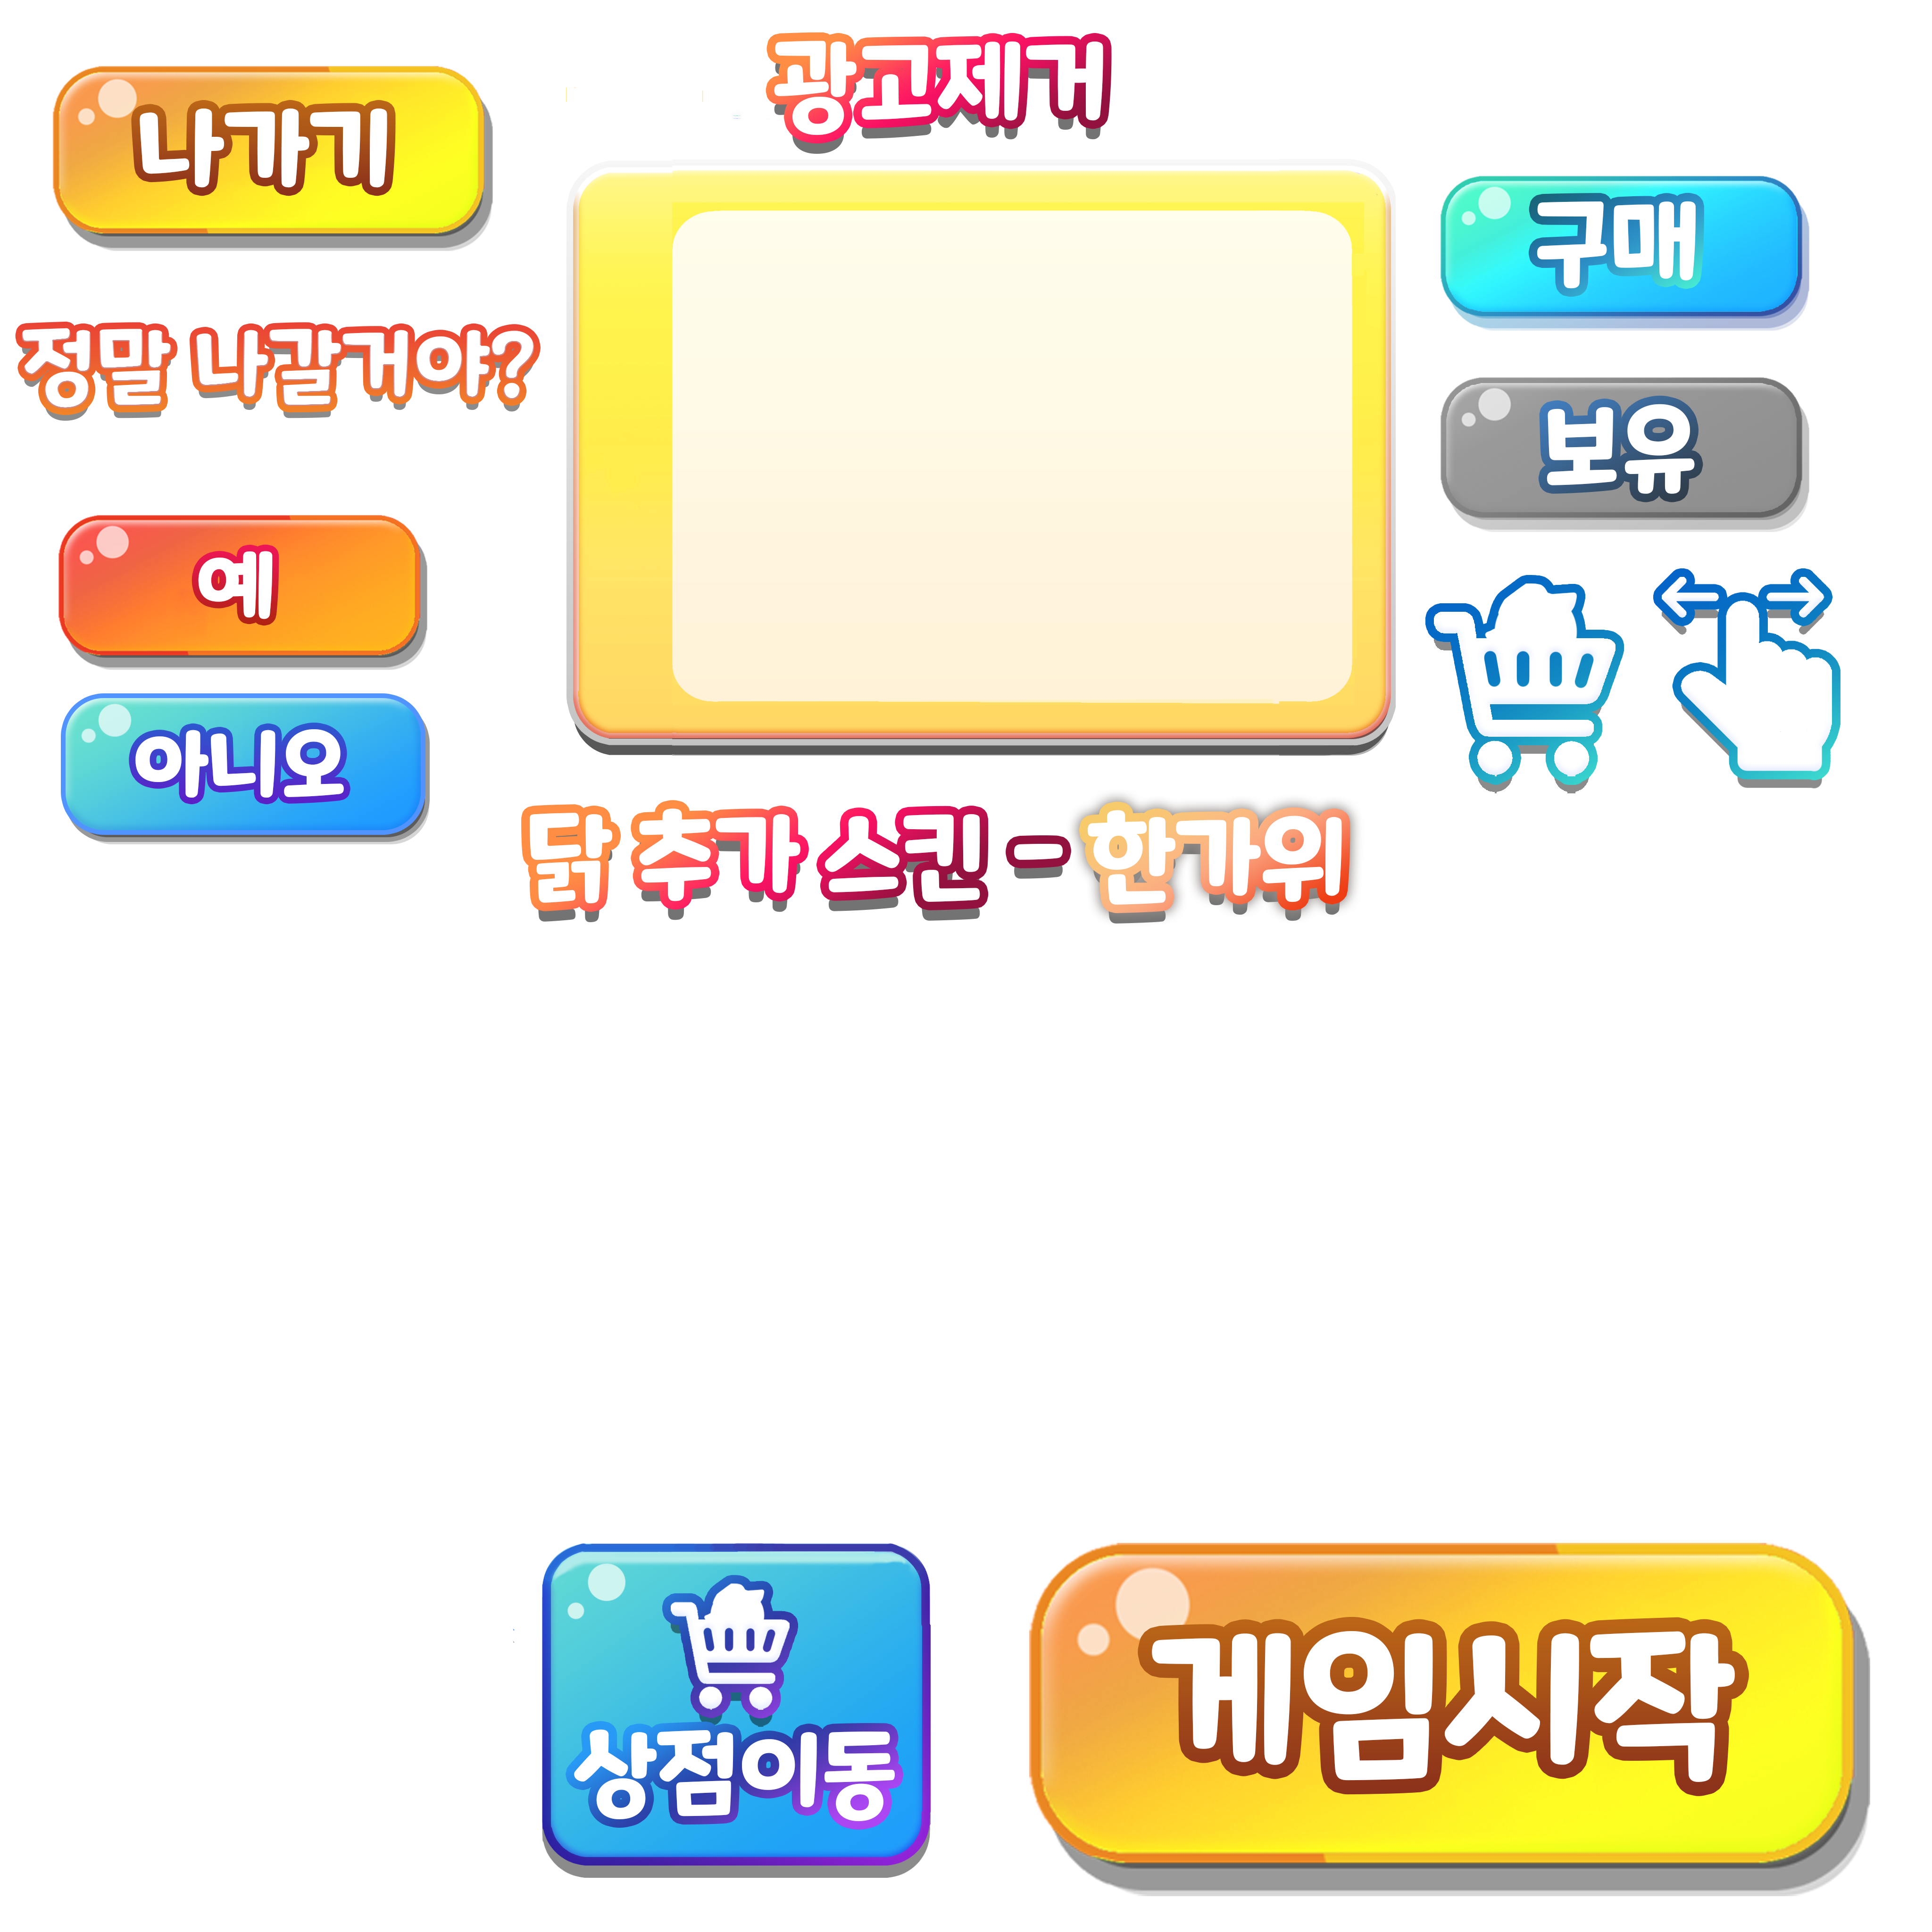 광고제거
나가기
구매
정말 나갈게야?
보유
예
아니오
닭 추가 스킨 - 한가위
상점이동
게임시작